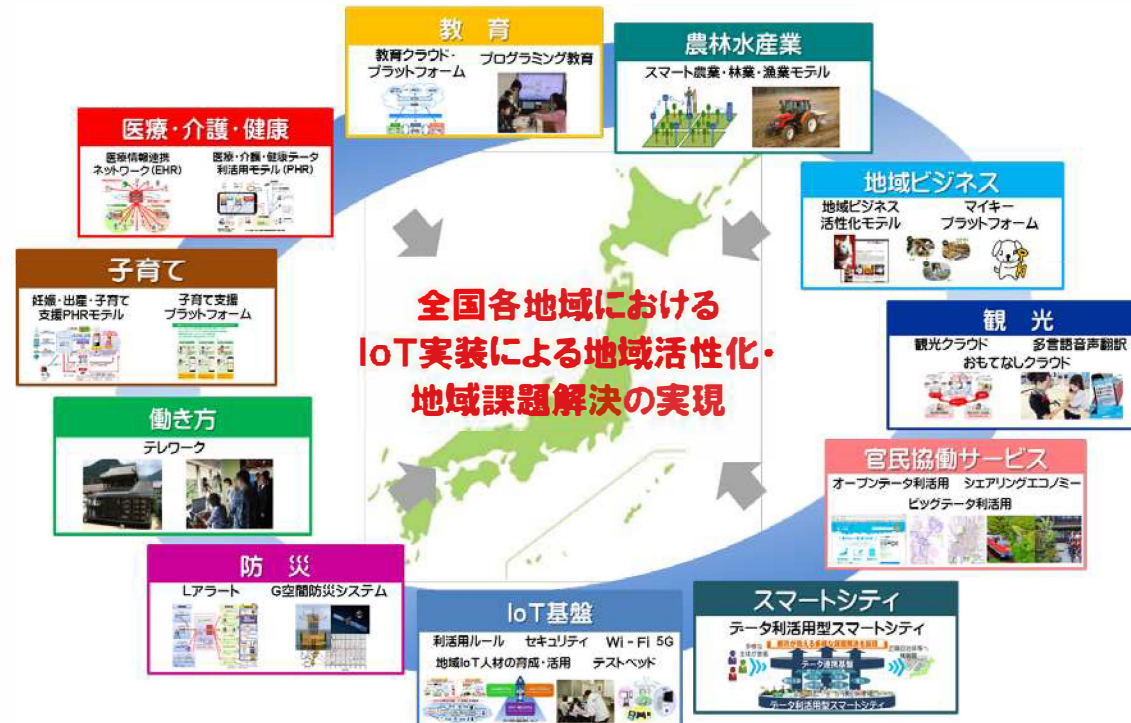 教 育
教育クラウド・
プラットフォーム
プログラミング教育
農林水産業
スマート農業・林業・漁業モデル
医療・介護・健康
医療情報連携
ネットワーク(EHR)
医療・介護・健康データ
利活用モデル(PHR)
地域ビジネス
地域ビジネス
活性化モデル
マイキー
プラットフォーム
子育て
妊娠・出産・子育て
支援PHRモデル
子育て支援
プラットフォーム
全国各地域における
IoT実装による地域活性化・
地域課題解決の実現
観 光
観光クラウド 多言語音声翻訳
おもてなしクラウド
働き方
テレワーク
官民協働サービス
オープンデータ利活用 シェアリングエコノミー
ビッグデータ利活用
防 災
Lアラート G空間防災システム
IoT基盤
利活用ルール セキュリティ Wi-Fi 5G
地域IoT人材の育成・活用 テストベッド
スマートシティ
データ利活用型スマートシティ
多様な
主体が参画
データ連携基盤
データ利活用型スマートシティ